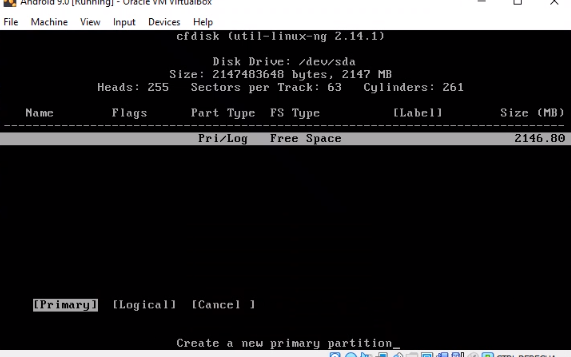 Android 9.0 [Running] - Oracle VM VirtualBox
File Machine View Input Devices Help
cfdisk (util-linux-ng 2.14.1)
Disk Drive: /dev/sda
Size: 2147483648 bytes, 2147 MB
Heads: 255 Sectors per Track: 63 Cylinders: 261
Name Flags Part Type FS Type [Label] Size (MB)
Pri/Log Free Space 2146.80
[Primary] [Logical] [Cancel ]
Create a new primary partition_